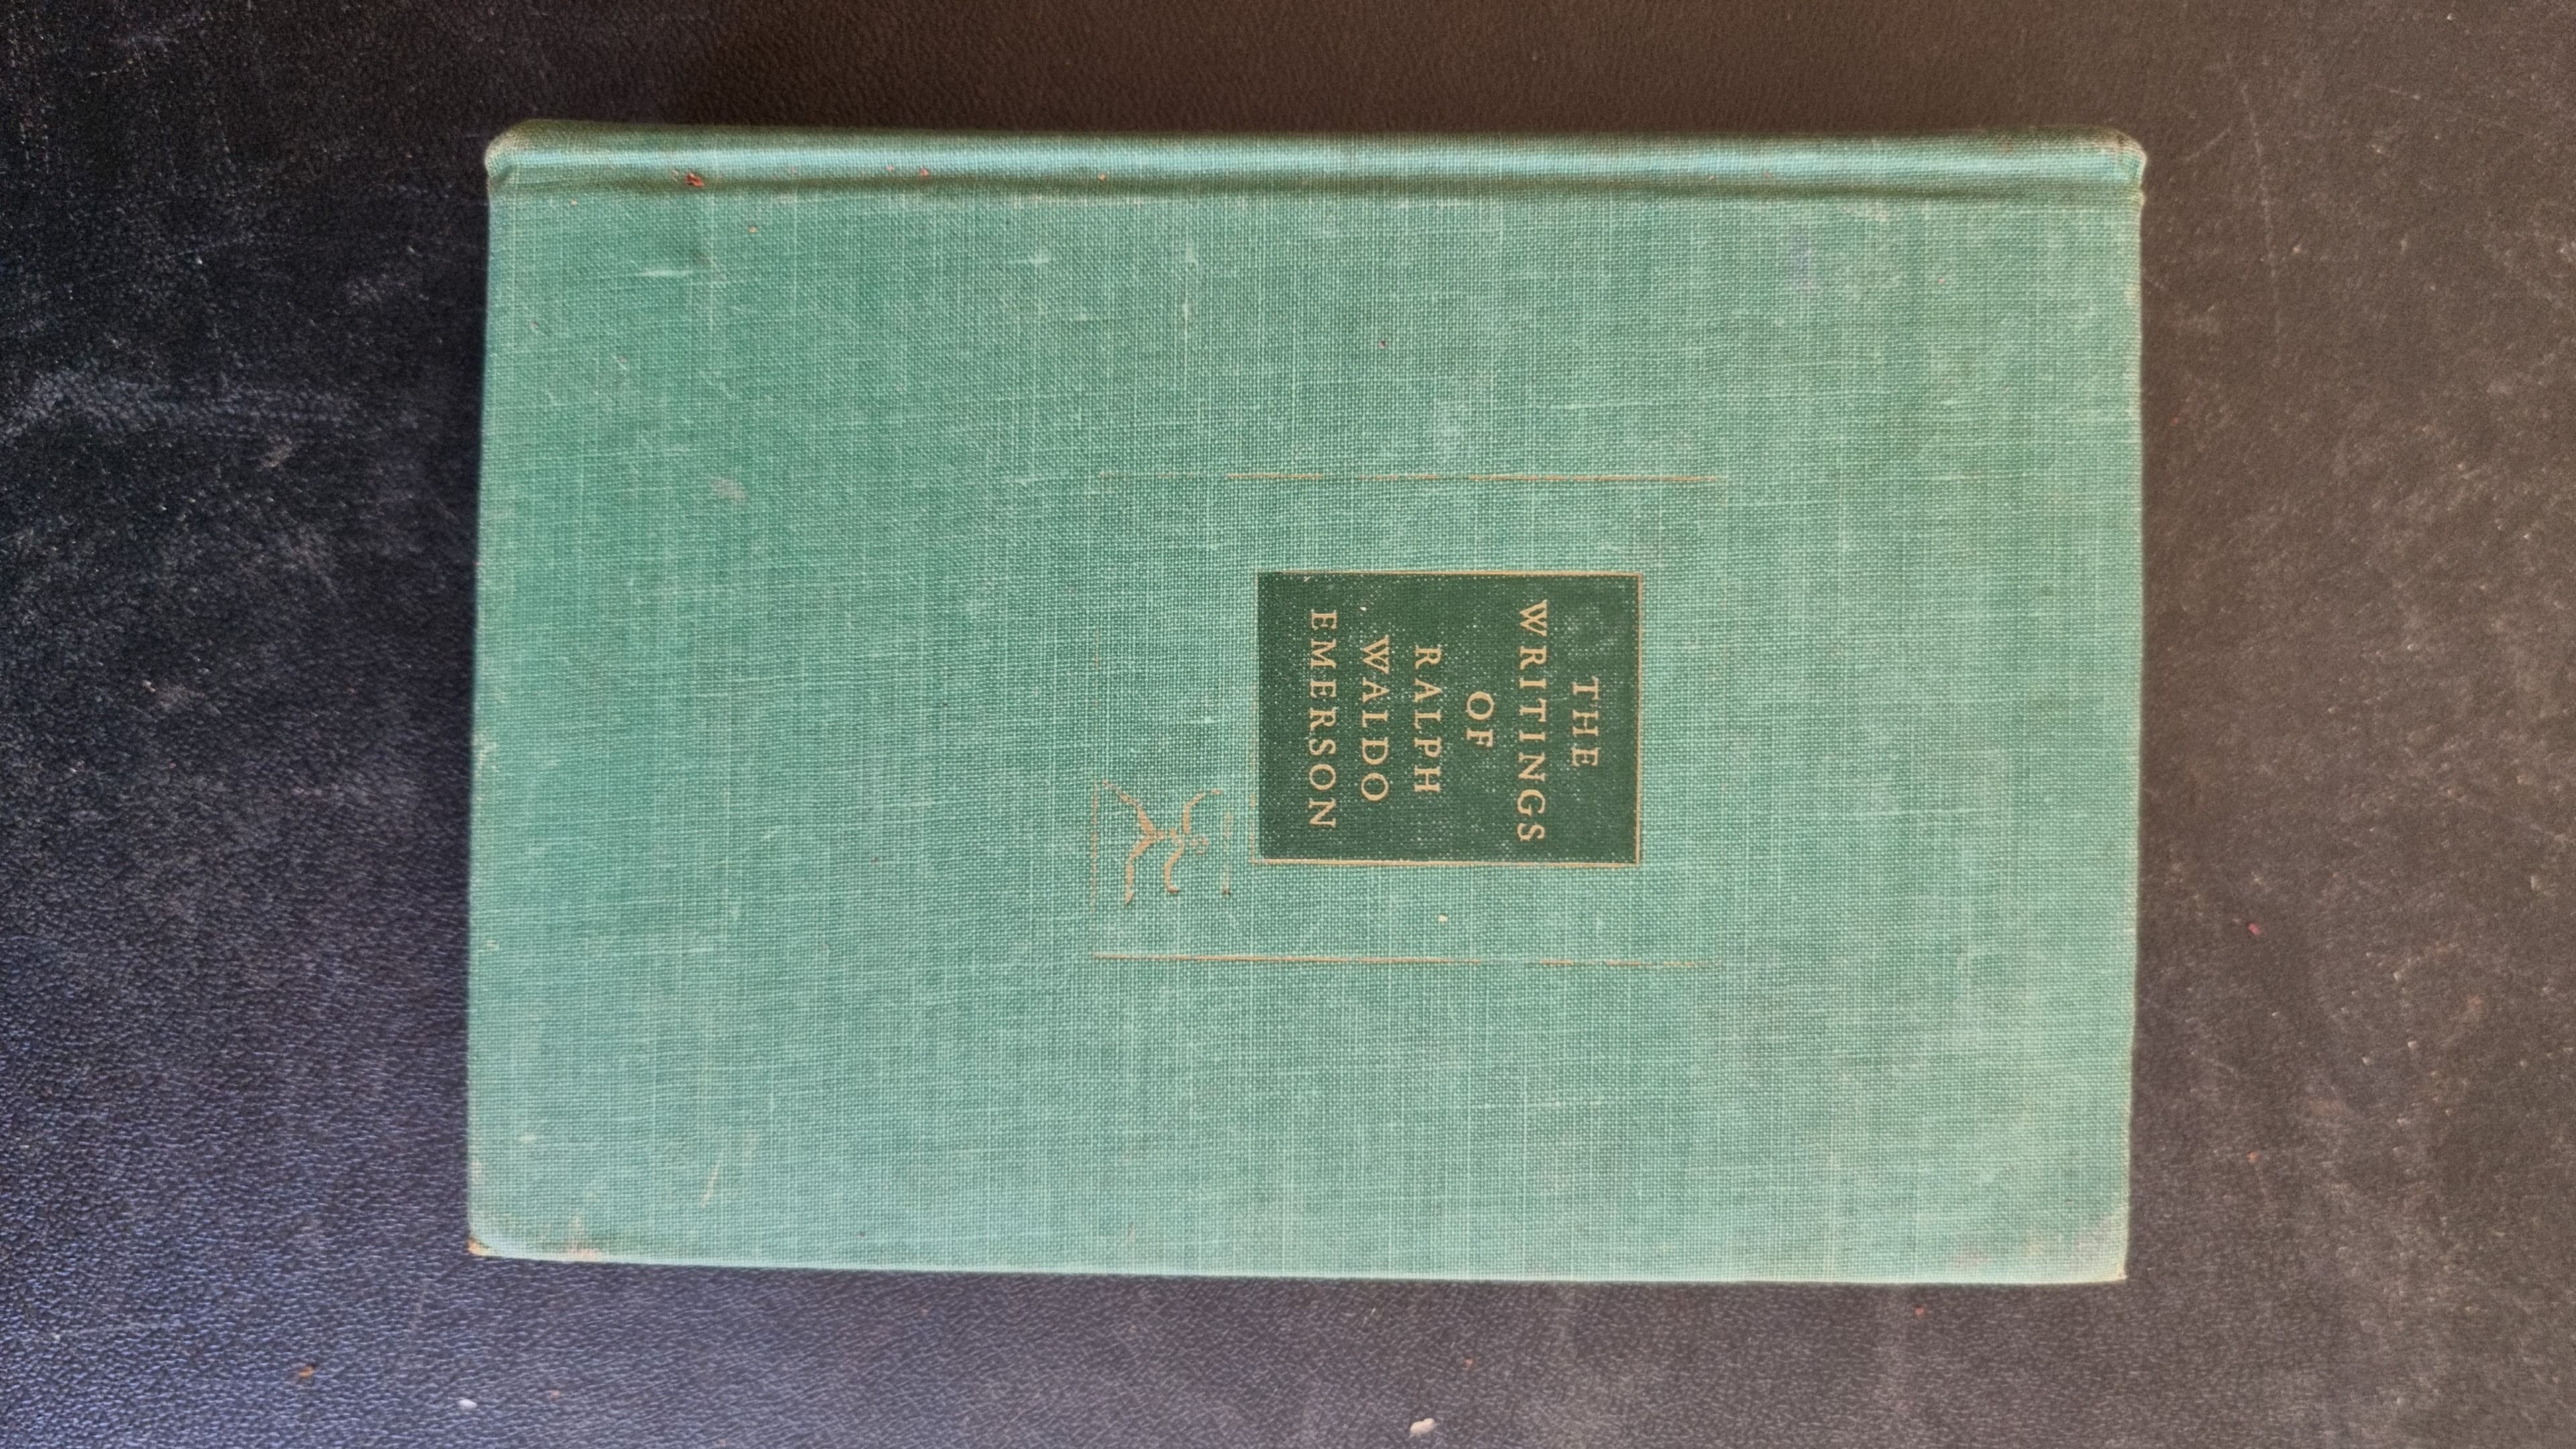 THE
WRITINGS
OF
RALPH
WALDO
EMERSON